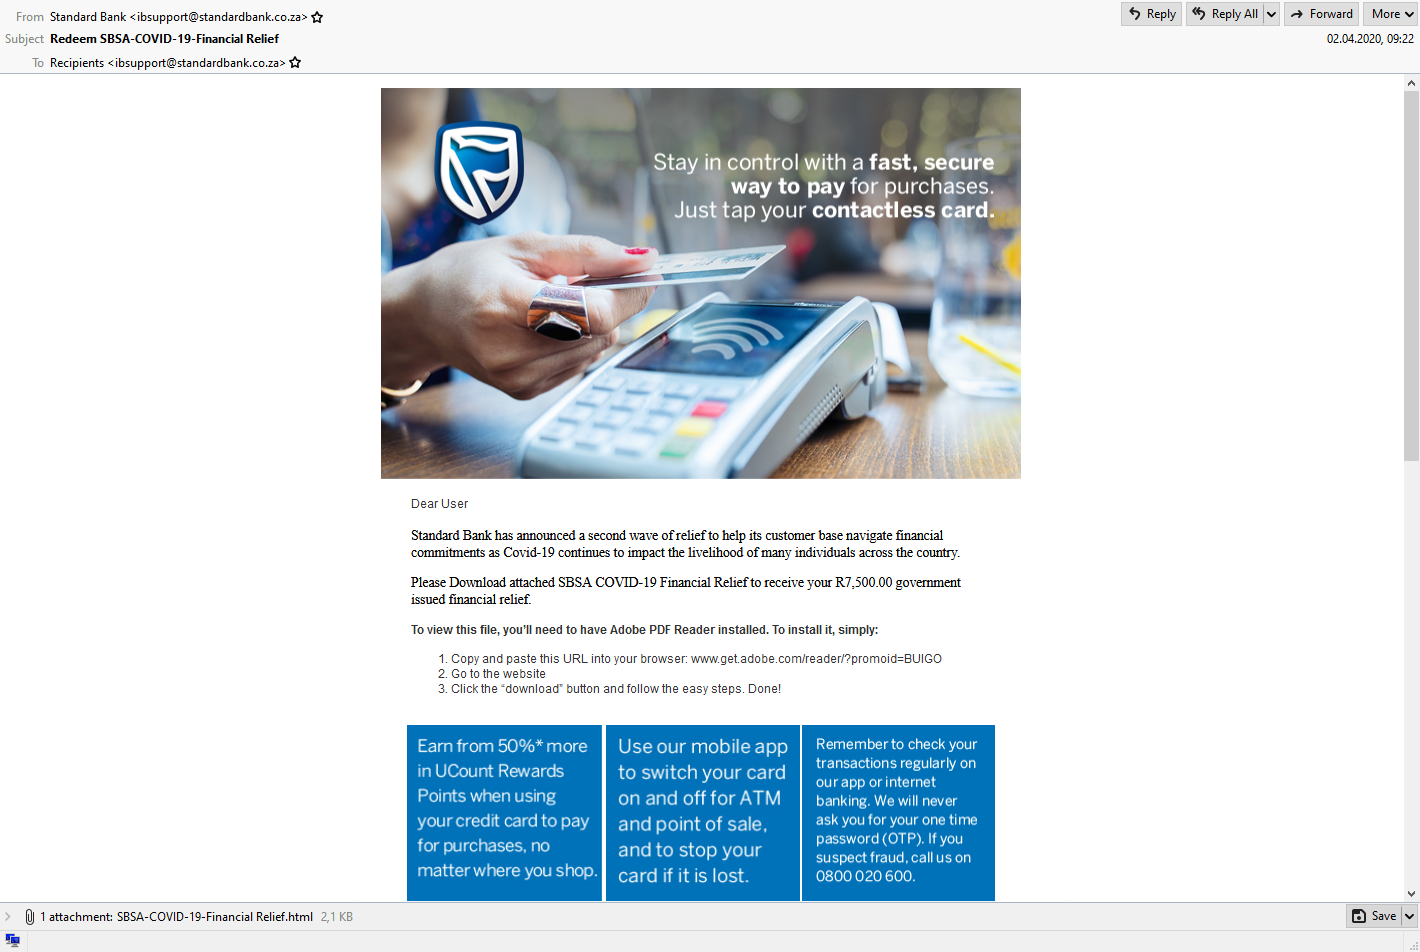 From Standard Bank <ibsupport@standardbank.co.za>
Reply Reply All Forward More
Subject Redeem SBSA-COVID-19-Financial Relief
02.04.2020, 09:22
To Recipients <ibsupport@standardbank.co.za>
Stay in control with a fast, secure
way to pay for purchases.
Just tap your contactless card.
Dear User
Standard Bank has announced a second wave of relief to help its customer base navigate financial
commitments as Covid-19 continues to impact the livelihood of many individuals across the country.
Please Download attached SBSA COVID-19 Financial Relief to receive your R7,500.00 government
issued financial relief.
To view this file, you'll need to have Adobe PDF Reader installed. To install it, simply:
1. Copy and paste this URL into your browser: www.get.adobe.com/reader/?promoid=BUIGO
2. Go to the website
3. Click the “download” button and follow the easy steps. Done!
Earn from 50%* more
in UCount Rewards
Points when using
your credit card to pay
for purchases, no
matter where you shop.
Use our mobile app
to switch your card
on and off for ATM
and point of sale,
and to stop your
card if it is lost.
Remember to check your
transactions regularly on
our app or internet
banking. We will never
ask you for your one time
password (OTP). If you
suspect fraud, call us on
0800 020 600.
1 attachment: SBSA-COVID-19-Financial Relief.html 2,1 KB
Save